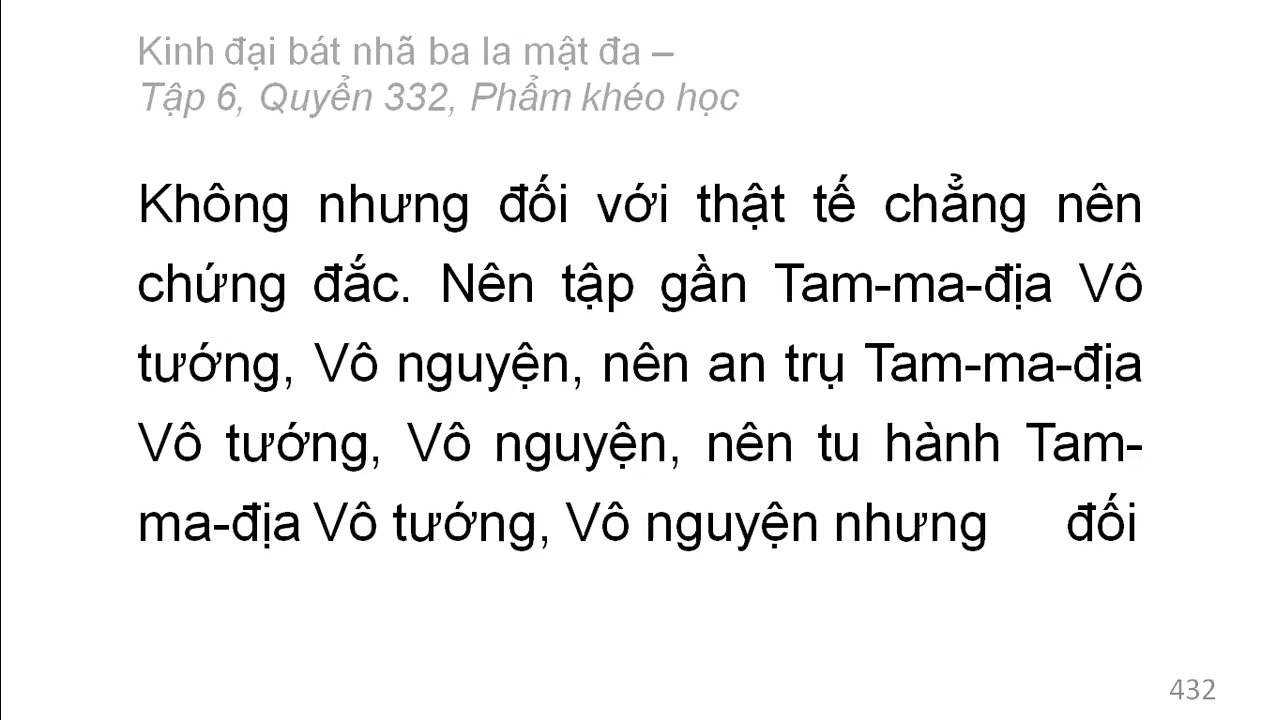 Kinh đại bát nhã ba la mật đa –
Tập 6, Quyển 332, Phẩm khéo học
Không nhưng đối với thật tế chẳng nên
chứng đắc. Nên tập gần Tam-ma-địa Vô
tướng, Vô nguyện, nên an trụ Tam-ma-địa
Vô tướng, Vô nguyện, nên tu hành Tam-
ma-địa Vô tướng, Vô nguyện nhưng đối
432